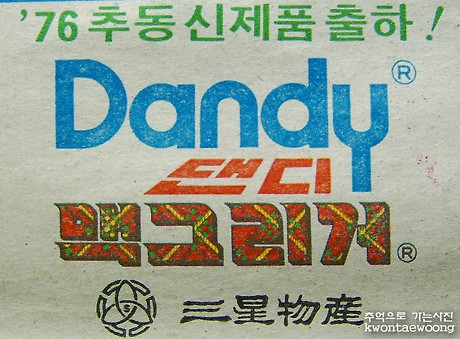 '76 추동 신제품 출하!
Dandy®
댄디
맥그리거®
三星物産
추억으로 가는사진
kwontaewoong